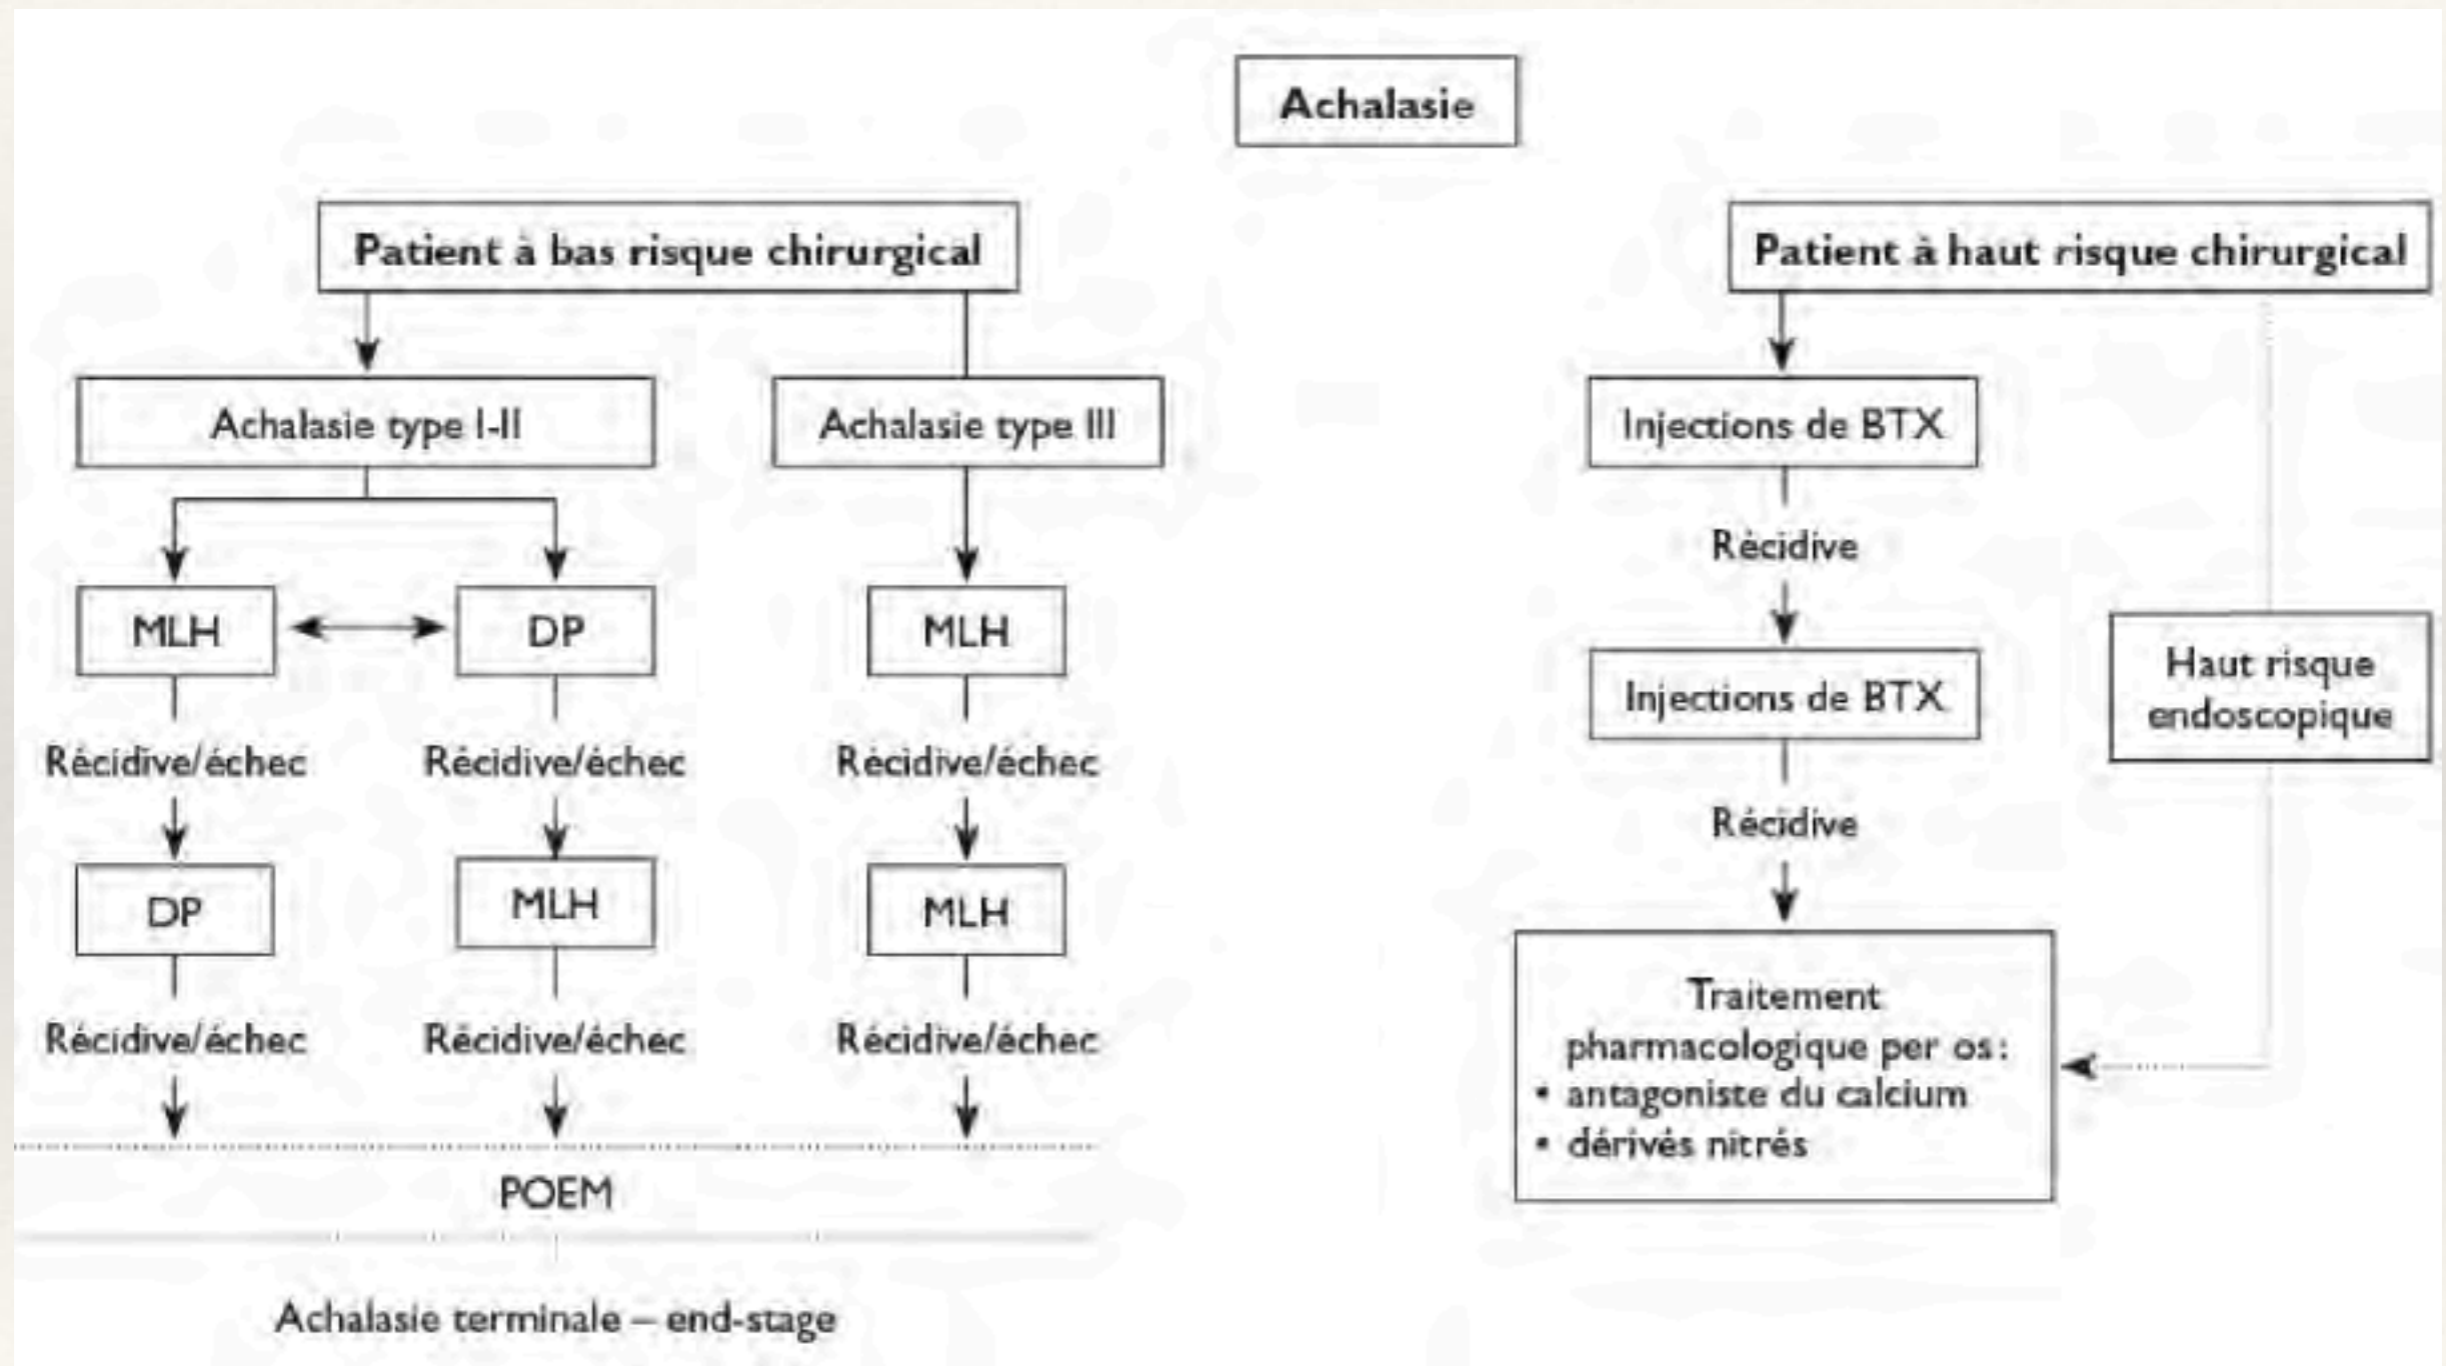 Achalasie
Patient à bas risque chirurgical
Patient à haut risque chirurgical
Achalasie type I-II
Achalasie type III
Injections de BTX
Récidive
MLH
DP
MLH
Haut risque
endoscopique
Injections de BTX
Récidive/échec
Récidive/échec
Récidive/échec
Récidive
DP
MLH
MLH
Traitement
pharmacologique per os:
• antagoniste du calcium
• dérivés nitrés
Récidive/échec
Récidive/échec
Récidive/échec
POEM
Achalasie terminale – end-stage